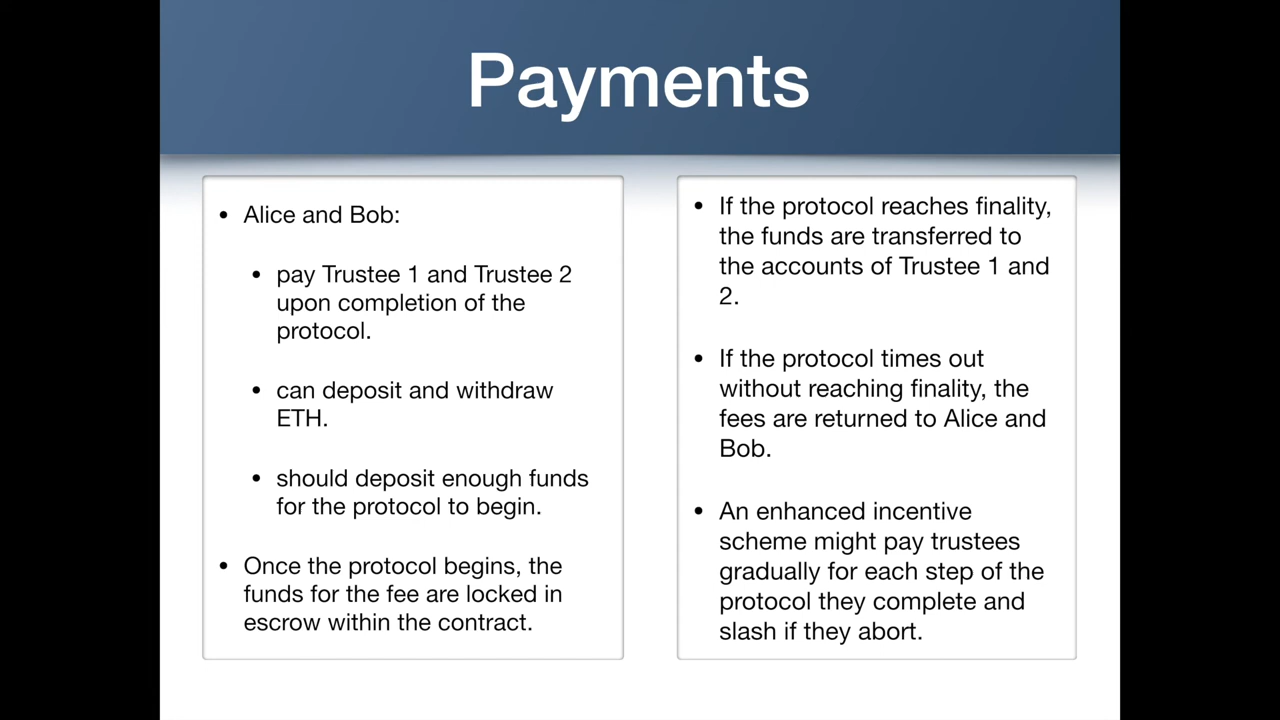 Payments
• Alice and Bob:
• pay Trustee 1 and Trustee 2
upon completion of the
protocol.
• can deposit and withdraw
ETH.
• should deposit enough funds
for the protocol to begin.
• Once the protocol begins, the
funds for the fee are locked in
escrow within the contract.
• If the protocol reaches finality,
the funds are transferred to
the accounts of Trustee 1 and
2.
• If the protocol times out
without reaching finality, the
fees are returned to Alice and
Bob.
• An enhanced incentive
scheme might pay trustees
gradually for each step of the
protocol they complete and
slash if they abort.